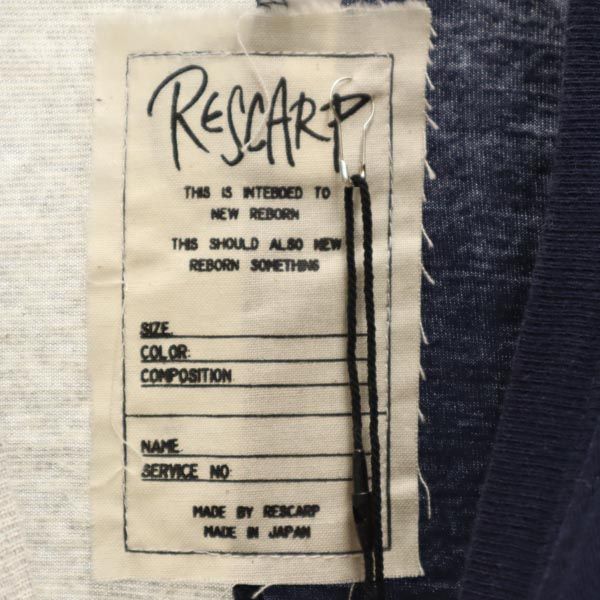 RESCARP
THIS IS INTEBDED TO
NEW REBORN
THIS SHOULD ALSO NEW
REBORN SOMETHING
SIZE:
COLOR:
COMPOSITION
NAME
SERVICE NO
MADE BY RESCARP
MADE IN JAPAN